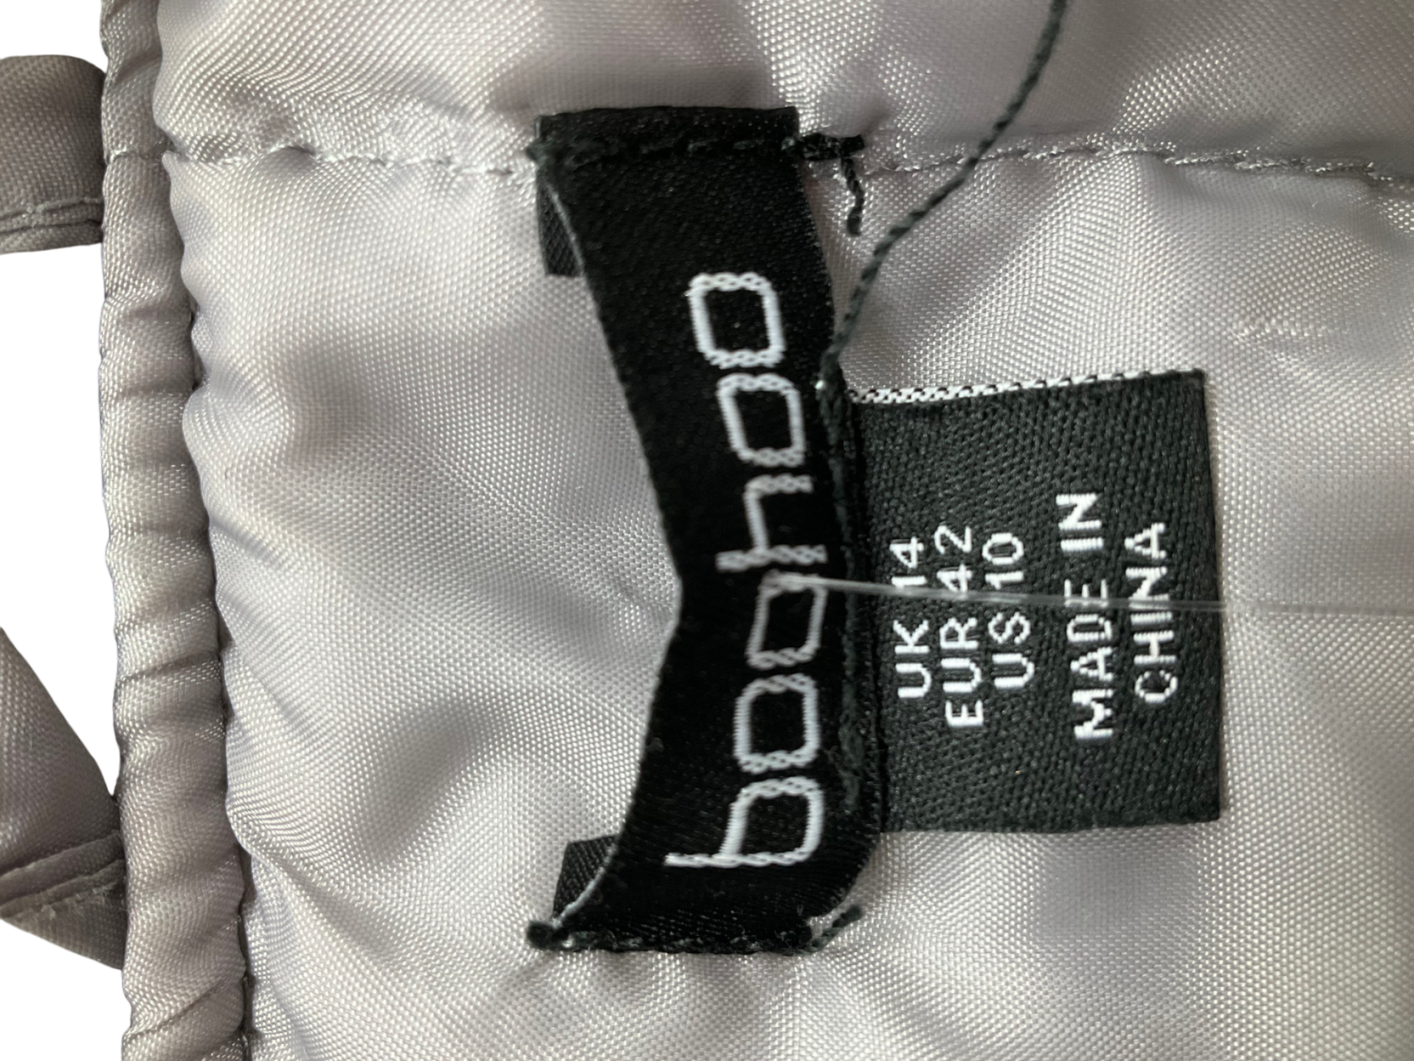 boohoo
UK 14
EUR 42
US 10
MADE IN
CHINA